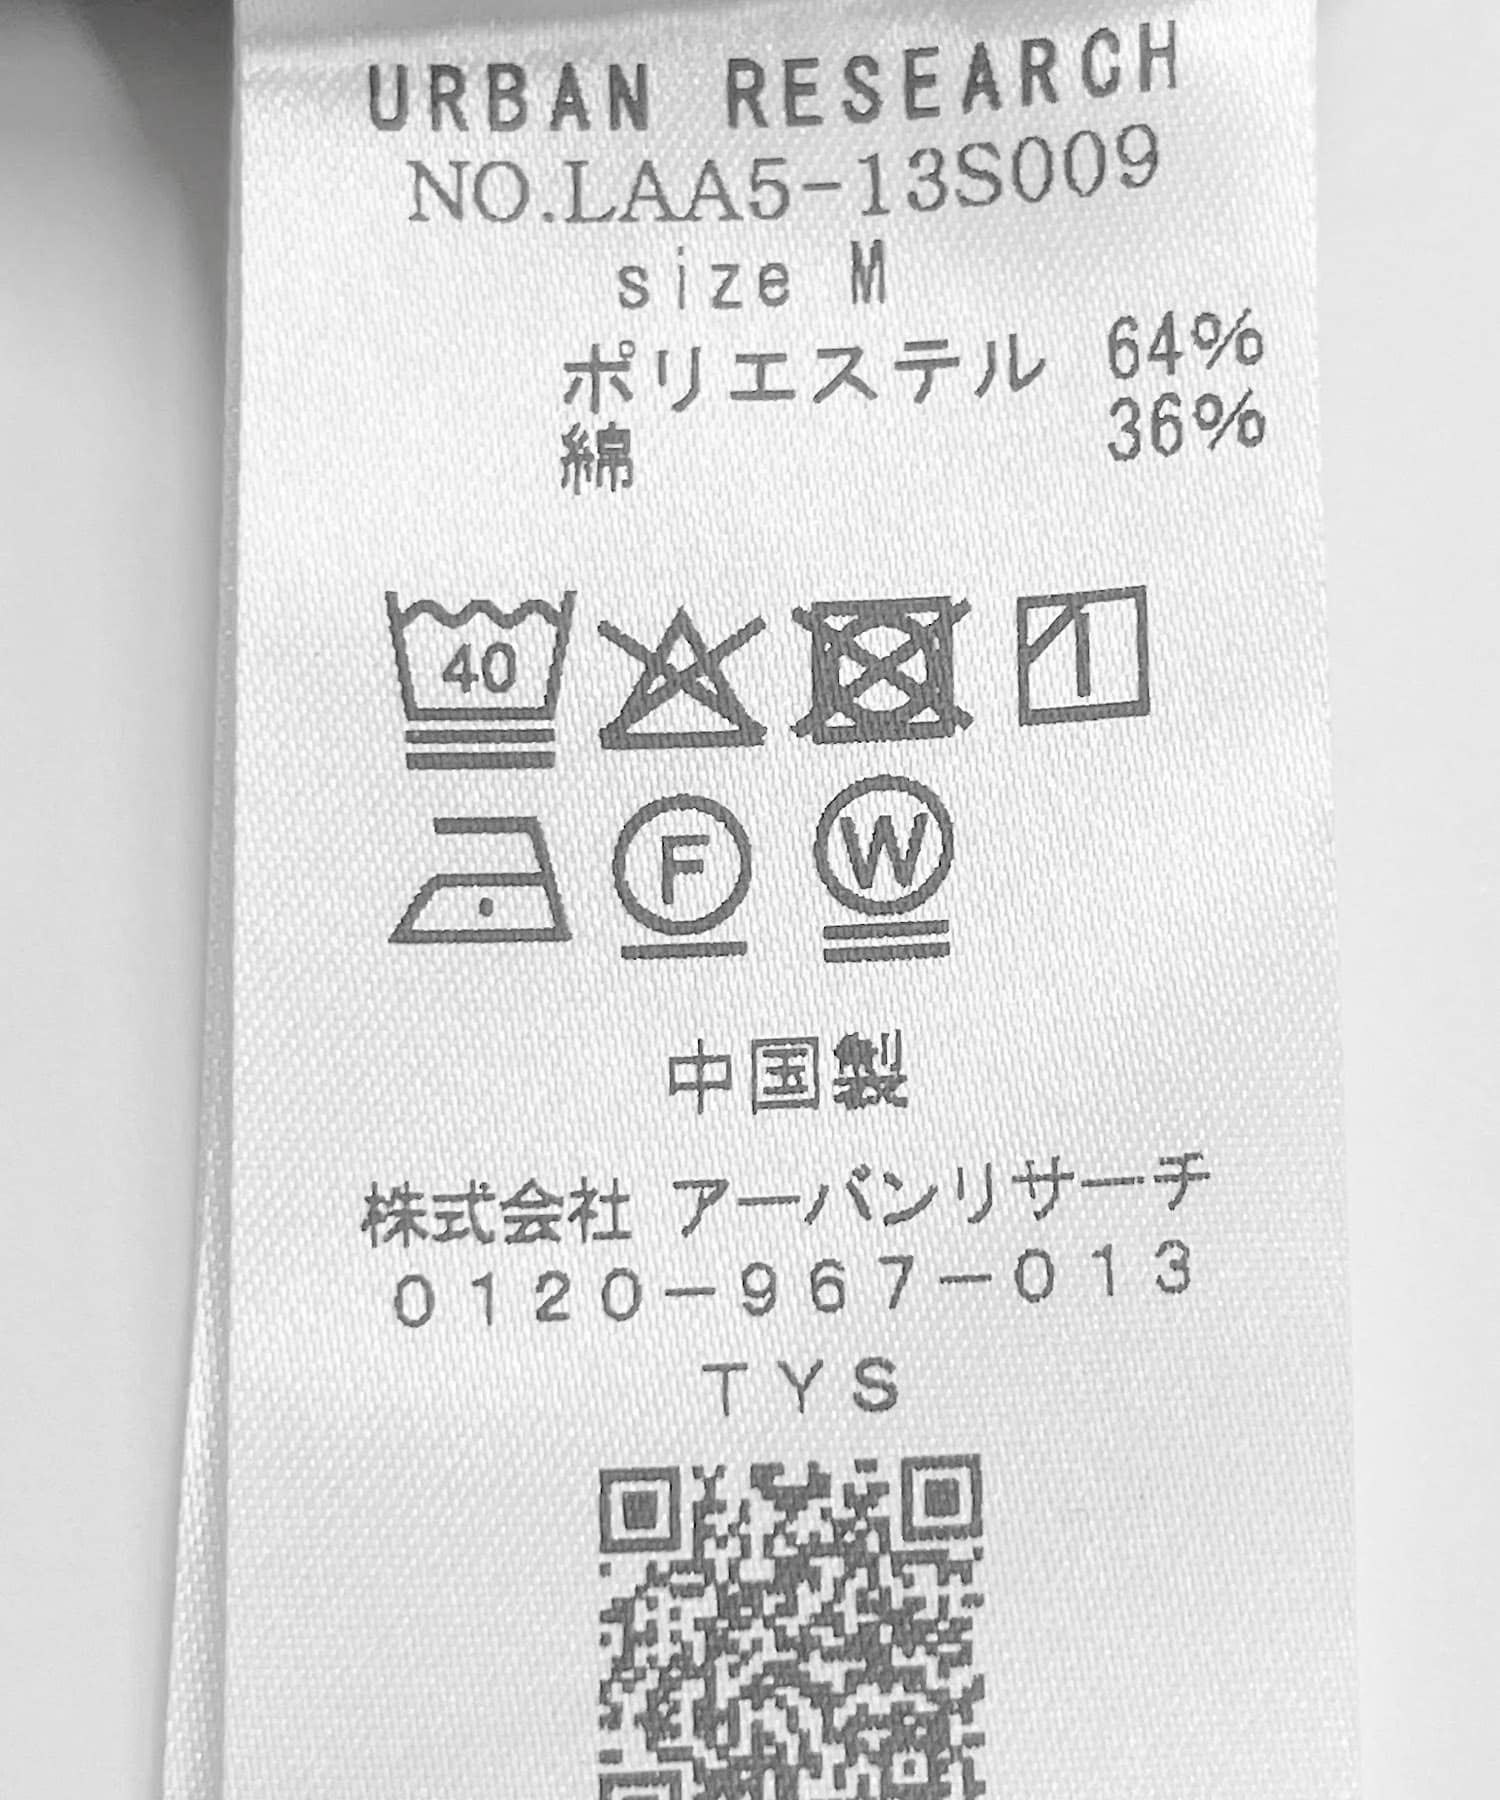 URBAN RESEARCH
NO.LAA5-13S009
size M
ポリエステル 64%
綿 36%
40
F
W
中国製
株式会社 アーバンリサーチ
0120-967-013
TYS